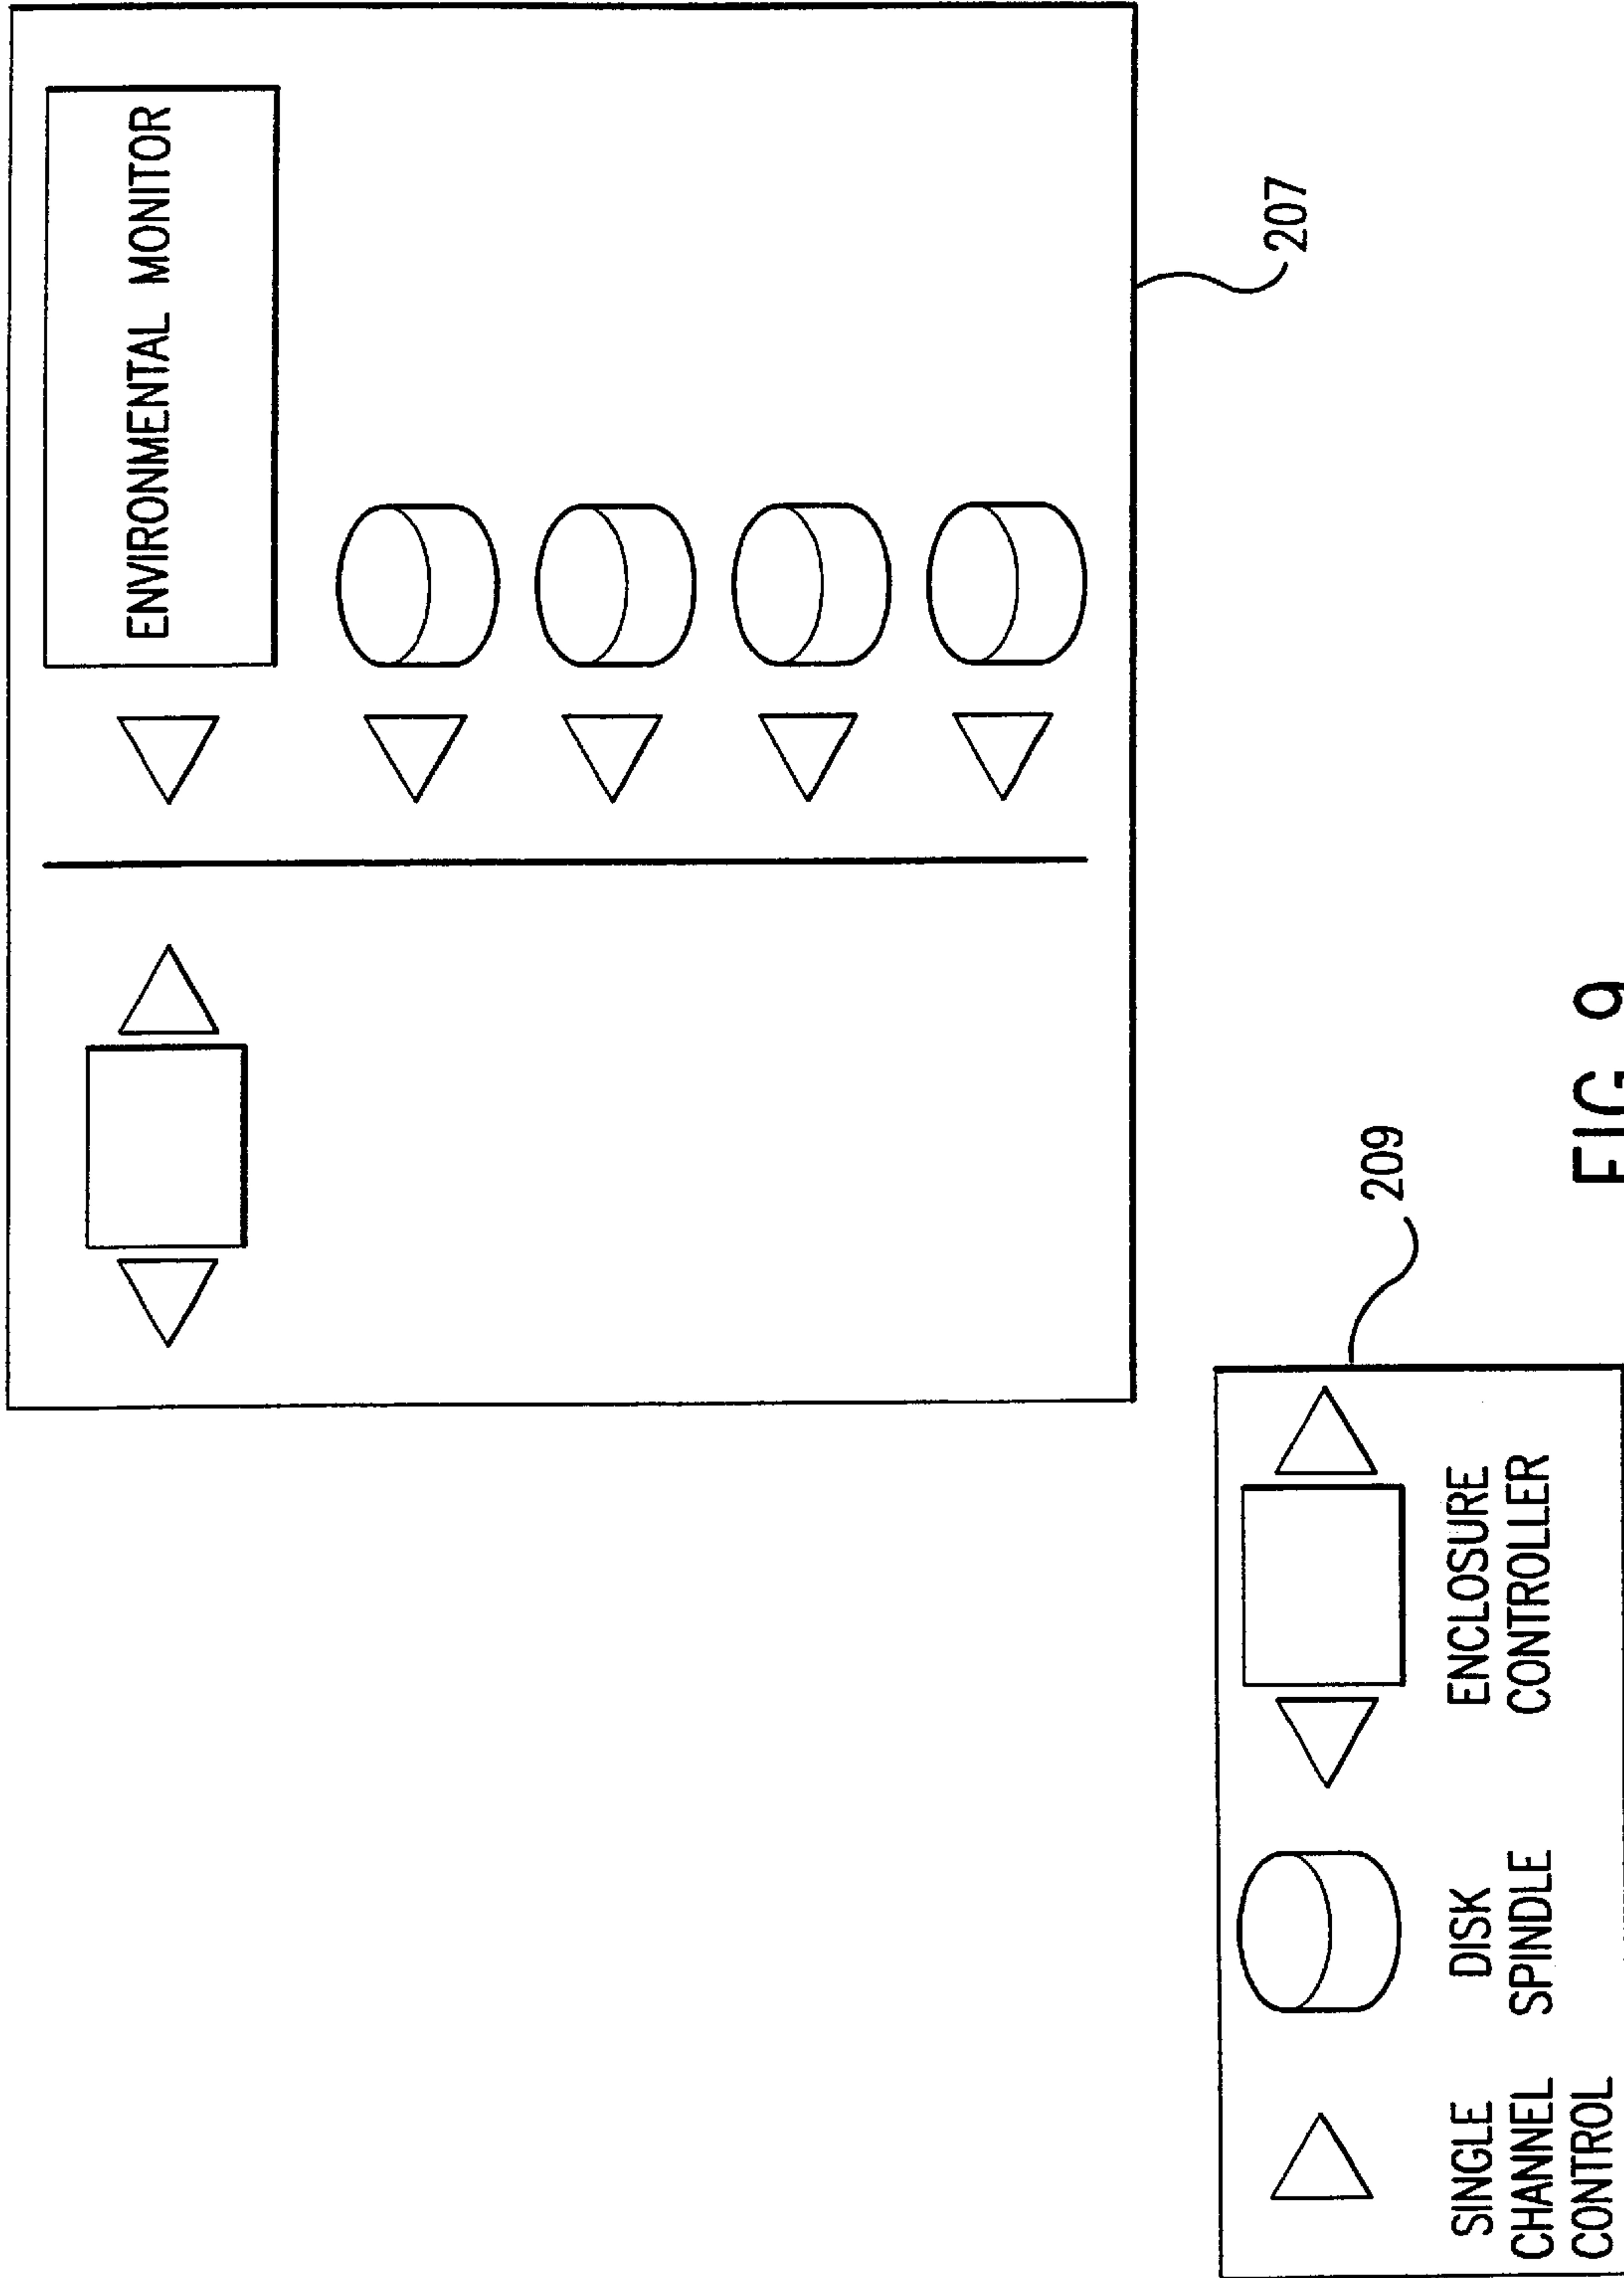 ENVIRONMENTAL MONITOR
207
209
SINGLE
CHANNEL
CONTROL
DISK
SPINDLE
ENCLOSURE
CONTROLLER
FIG. 9